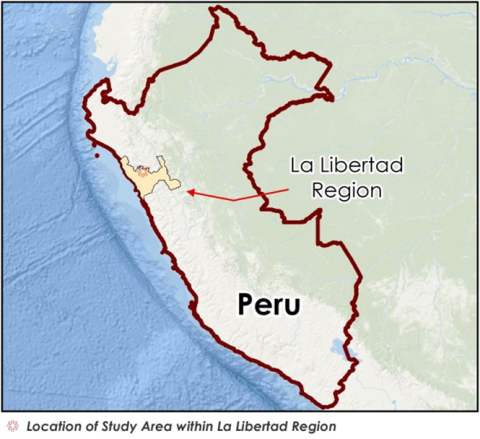 La Libertad
Region
Peru
Location of Study Area within La Libertad Region